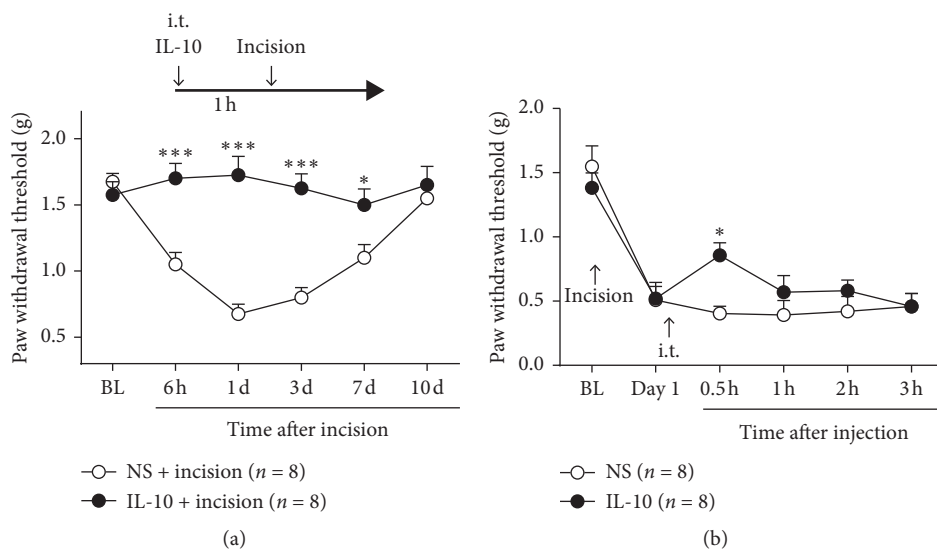 i.t.
IL-10
Incision
1 h
Paw withdrawal threshold (g)
2.0
1.5
1.0
0.5
***
***
***
*
BL
6 h
1 d
3 d
7 d
10 d
Time after incision
NS + incision (n = 8)
IL-10 + incision (n = 8)
(a)
Paw withdrawal threshold (g)
2.0
1.5
1.0
0.5
0.0
*
Incision
i.t.
BL
Day 1
0.5 h
1 h
2 h
3 h
Time after injection
NS (n = 8)
IL-10 (n = 8)
(b)